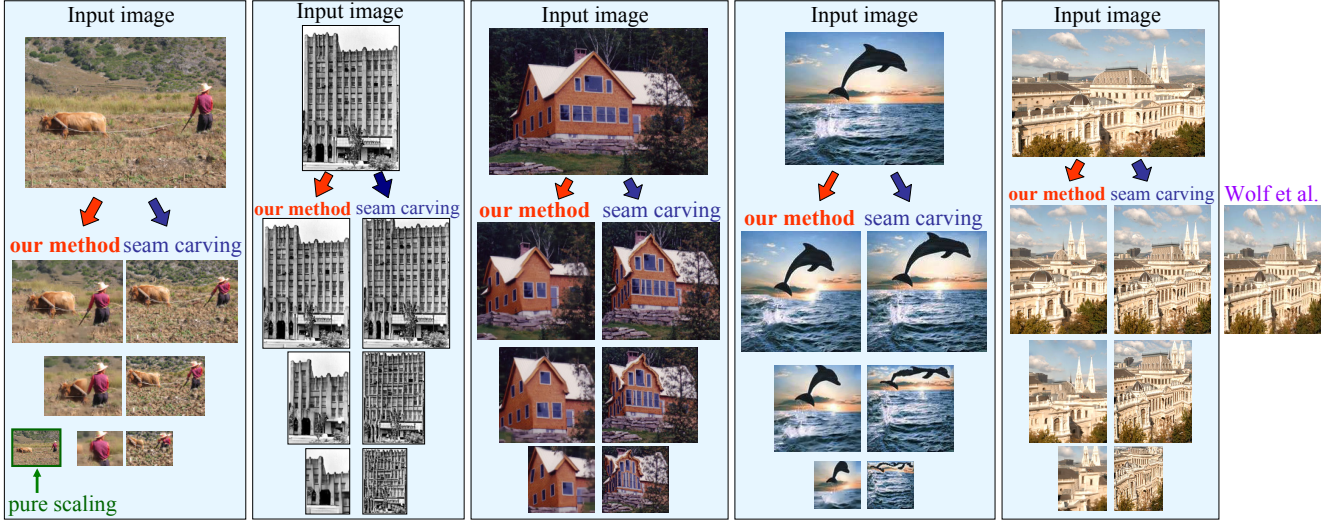 Input image
our method seam carving
pure scaling
Input image
our method seam carving
Input image
our method seam carving
Input image
our method seam carving
Input image
our method seam carving Wolf et al.